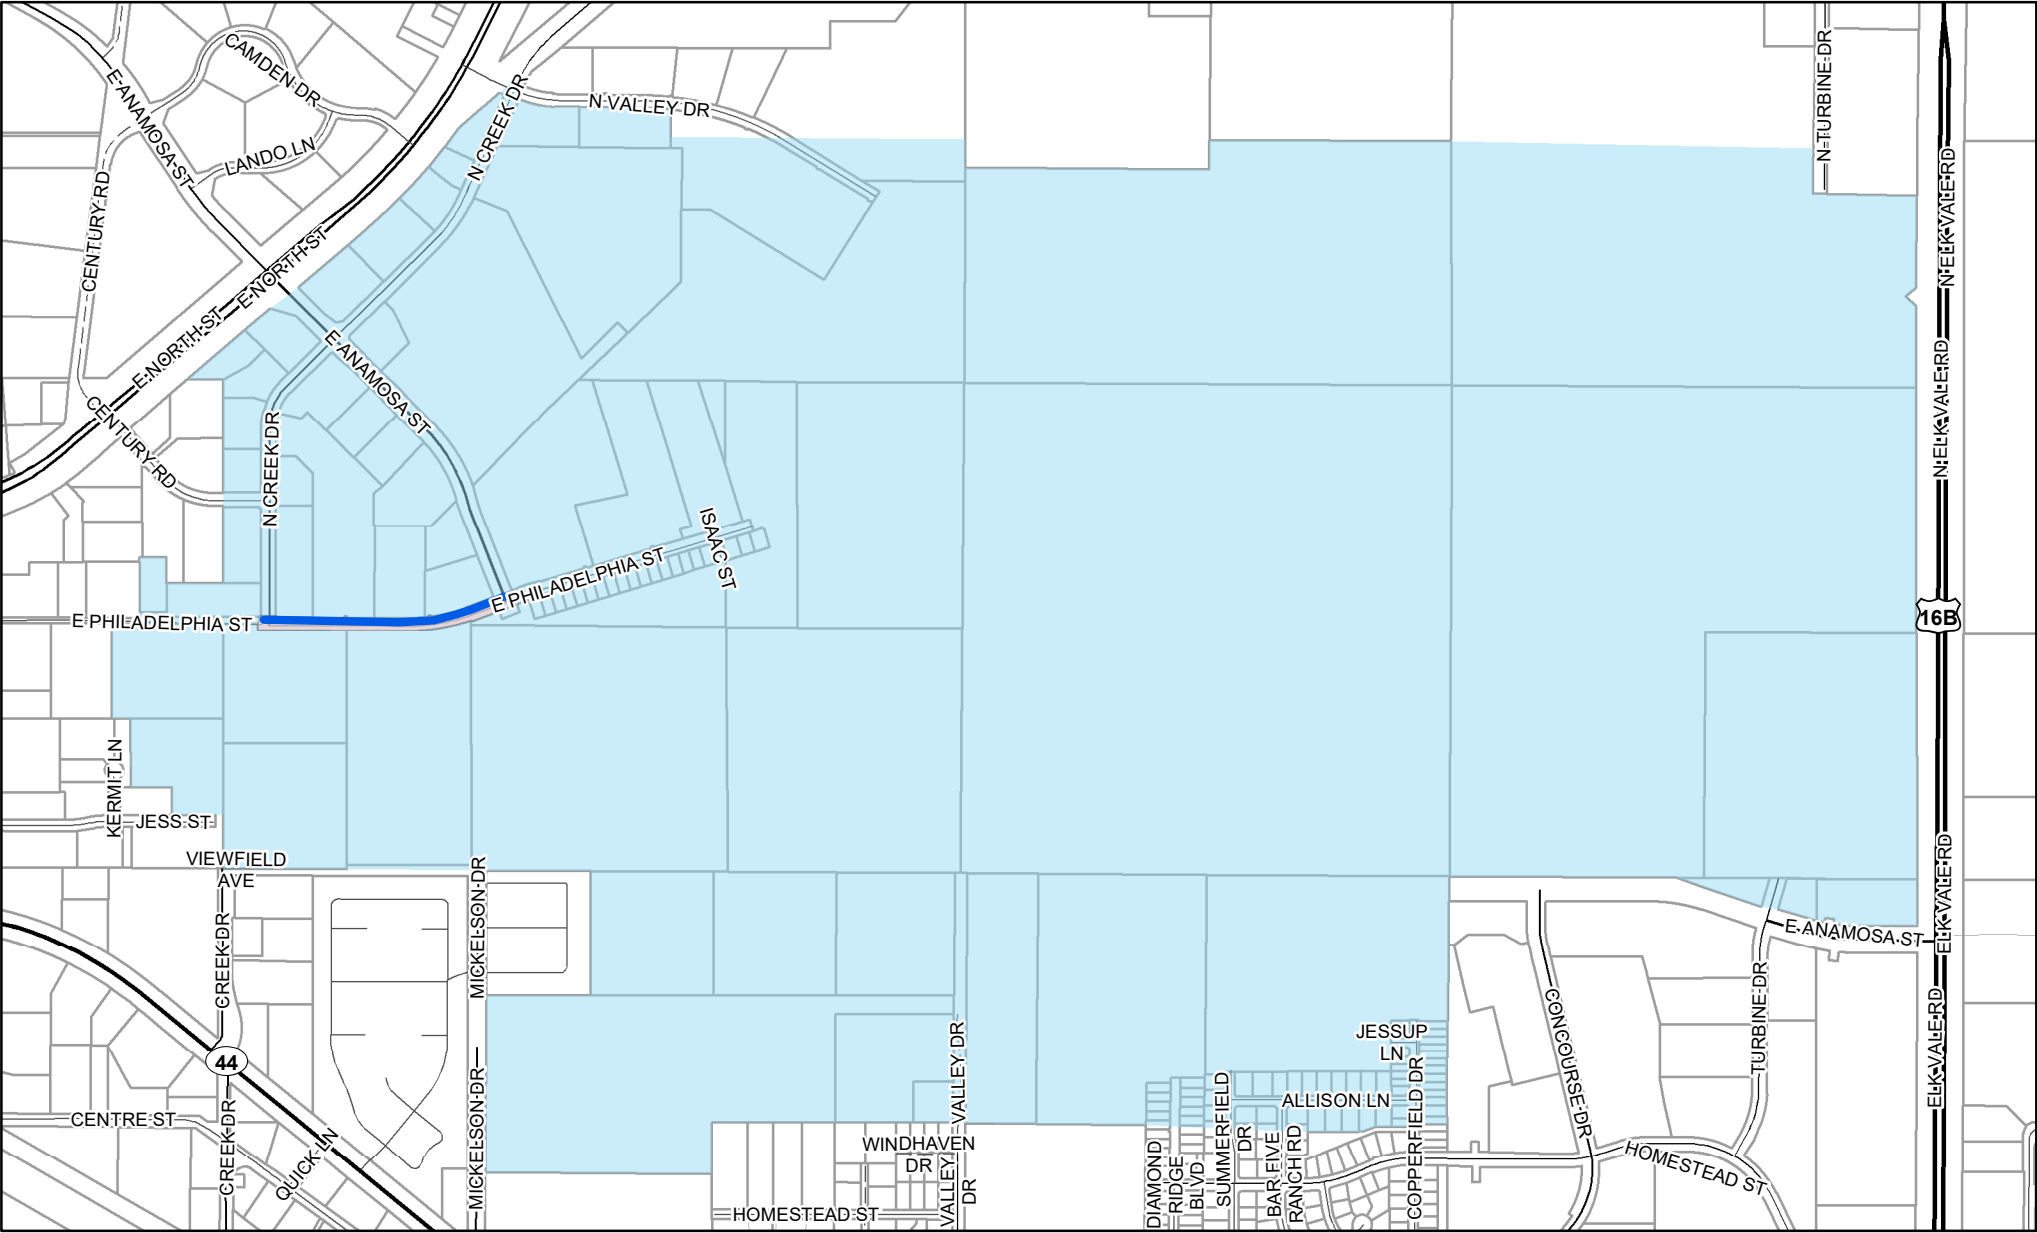 CAMDEN DR
E ANAMOSA ST
LANDO LN
CENTURY RD
N CREEK DR
N VALLEY DR
N TURBINE DR
N ELK VALE RD
N ELK VALE RD
E NORTH ST
E NORTH ST
N ELK VALE RD
E ANAMOSA ST
CENTURY RD
N CREEK DR
ISAAC ST
E PHILADELPHIA ST
E PHILADELPHIA ST
16B
KERMIT LN
JESS ST
VIEWFIELD
AVE
MICKELSON DR
CREEK DR
ELK VALE RD
E ANAMOSA ST
44
CONCOURSE DR
TURBINE DR
ELK VALE RD
VALLEY DR
JESSUP
LN
ALLISON LN
COPPERFIELD DR
CENTRE ST
CREEK DR
QUICK LN
MICKELSON DR
WINDHAVEN
DR
VALLEY
DR
HOMESTEAD ST
DIAMOND
RIDGE
BLVD
SUMMERFIELD
DR
BAR FIVE
RANCH RD
HOMESTEAD ST